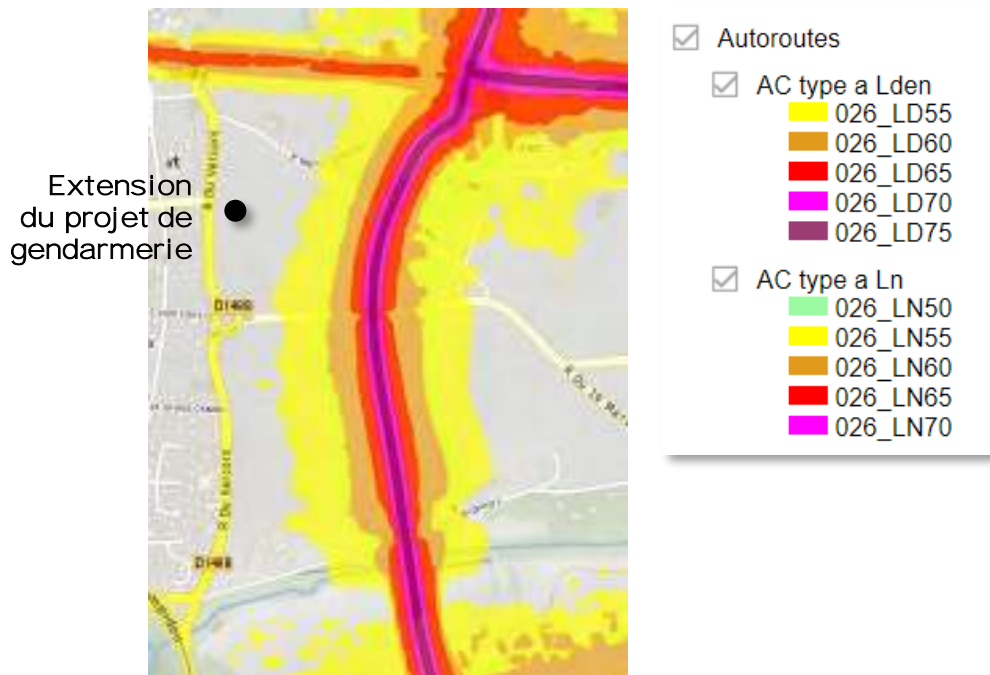 Extension
du projet de
gendarmerie
D1488
D1488
Autoroutes
AC type a Lden
026_LD55
026_LD60
026_LD65
026_LD70
026_LD75
AC type a Ln
026_LN50
026_LN55
026_LN60
026_LN65
026_LN70